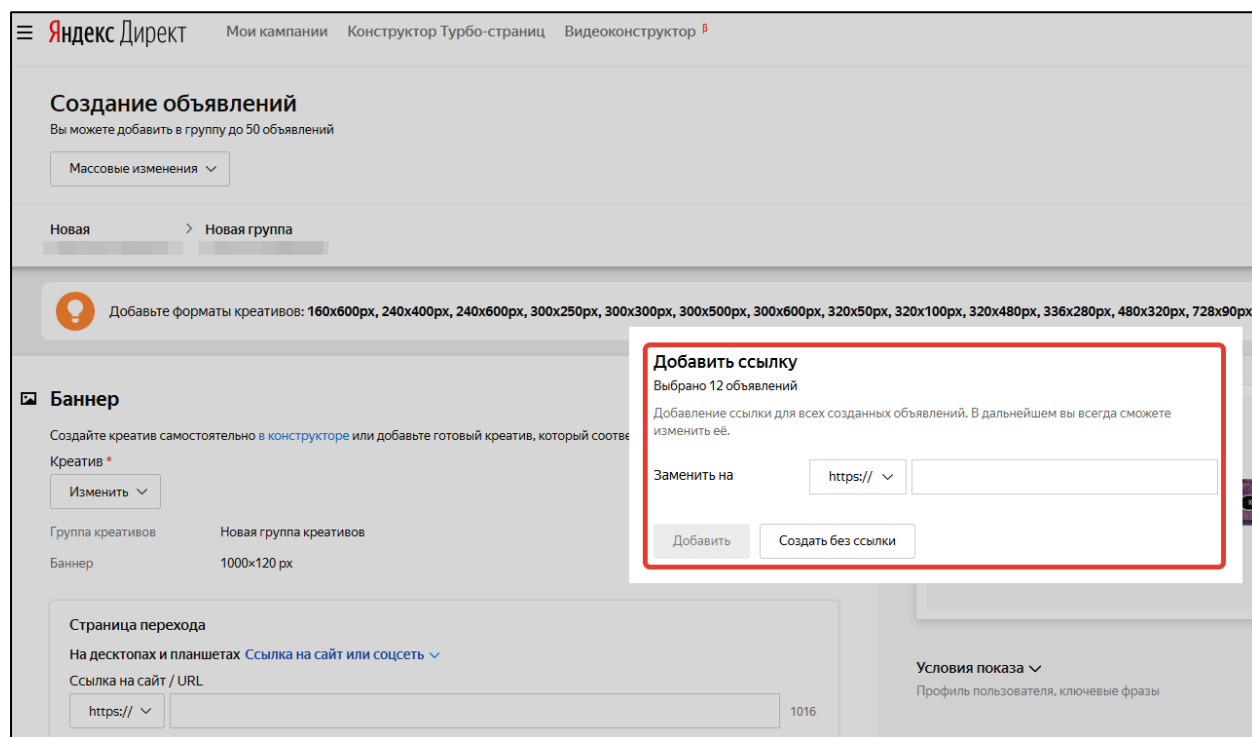 Яндекс Директ Мои кампании Конструктор Турбо-страниц Видеоконструктор β
Создание объявлений
Вы можете добавить в группу до 50 объявлений
Массовые изменения
Новая > Новая группа
Добавьте форматы креативов: 160x600px, 240x400px, 240x600px, 300x250px, 300x300px, 300x500px, 300x600px, 320x50px, 320x100px, 320x480px, 336x280px, 480x320px, 728x90px
Баннер
Создайте креатив самостоятельно в конструкторе или добавьте готовый креатив, который соотве
Креатив *
Изменить
Группа креативов Новая группа креативов
Баннер 1000×120 px
Добавить ссылку
Выбрано 12 объявлений
Добавление ссылки для всех созданных объявлений. В дальнейшем вы всегда сможете
изменить её.
Заменить на https://
Добавить Создать без ссылки
Страница перехода
На десктопах и планшетах Ссылка на сайт или соцсеть
Ссылка на сайт / URL
https:// 1016
Условия показа
Профиль пользователя, ключевые фразы